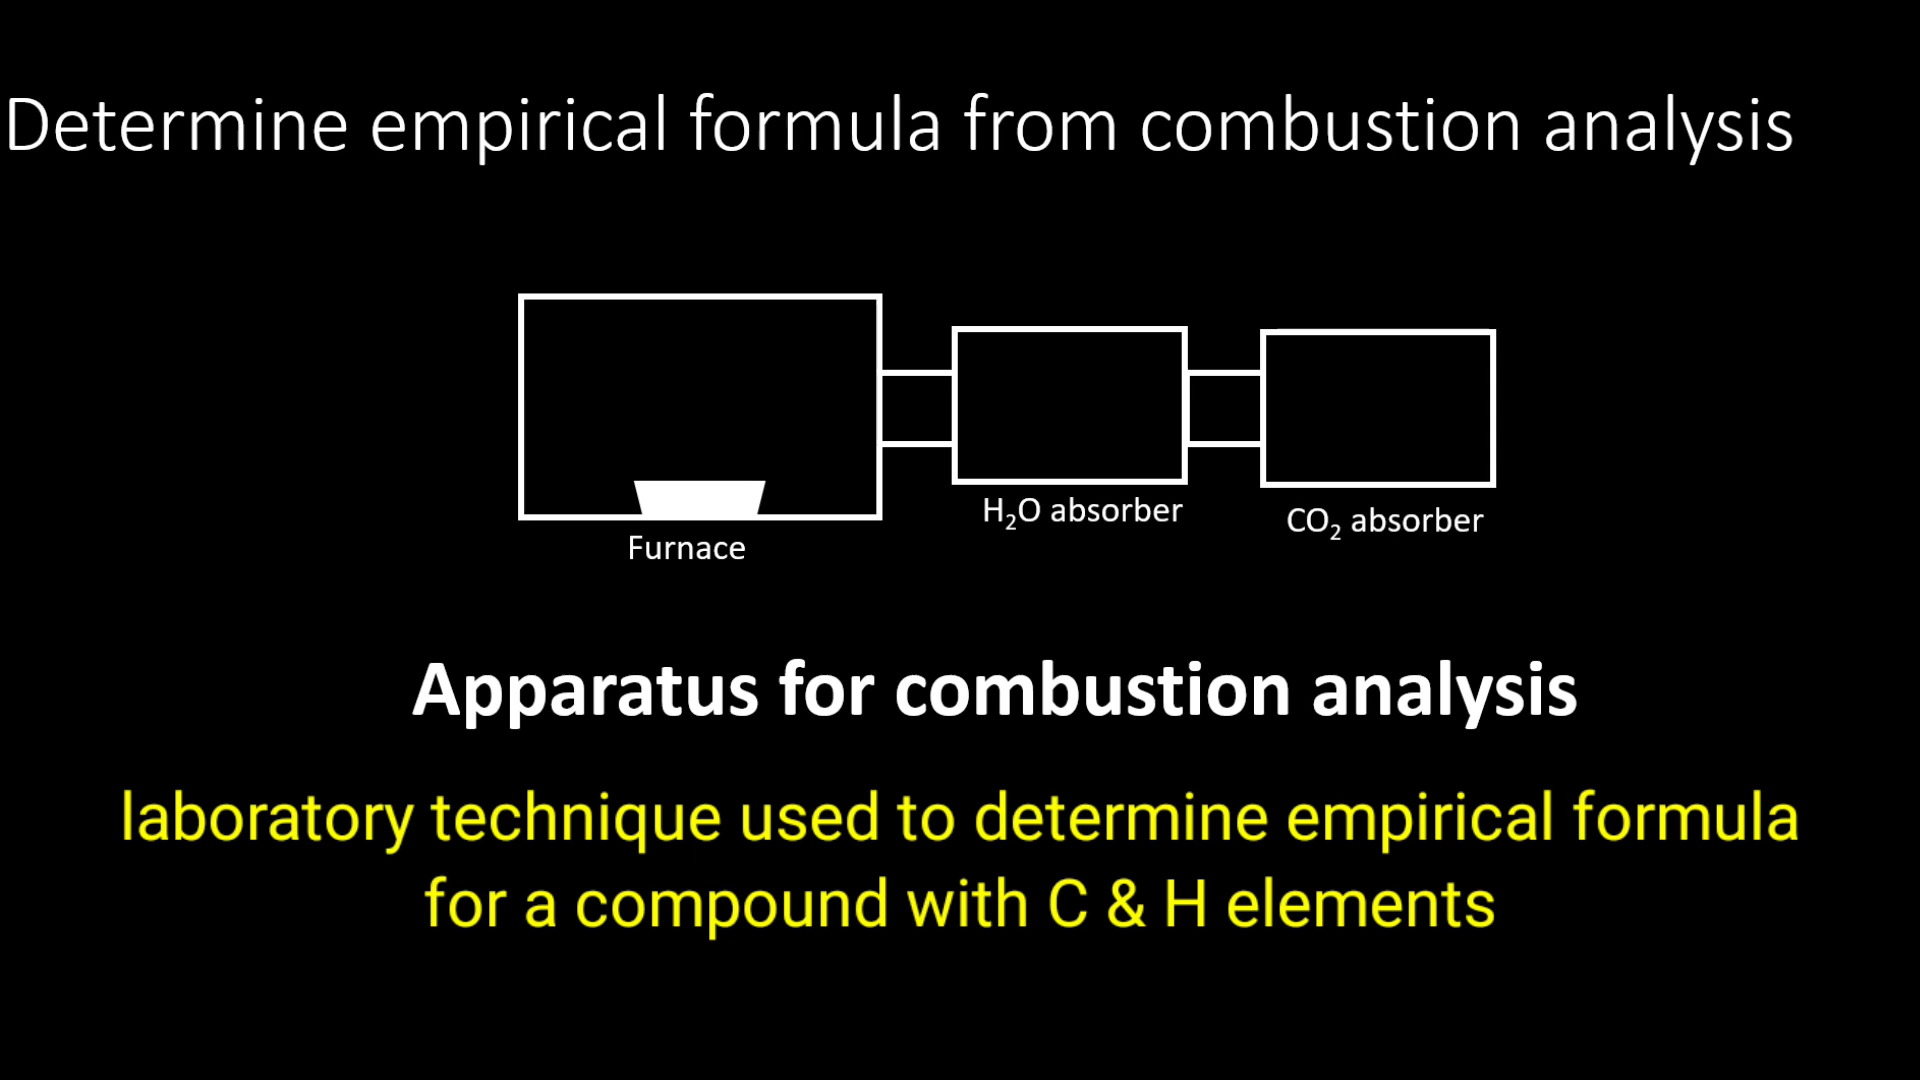 Determine empirical formula from combustion analysis
H₂O absorber
CO₂ absorber
Furnace
Apparatus for combustion analysis
laboratory technique used to determine empirical formula
for a compound with C & H elements